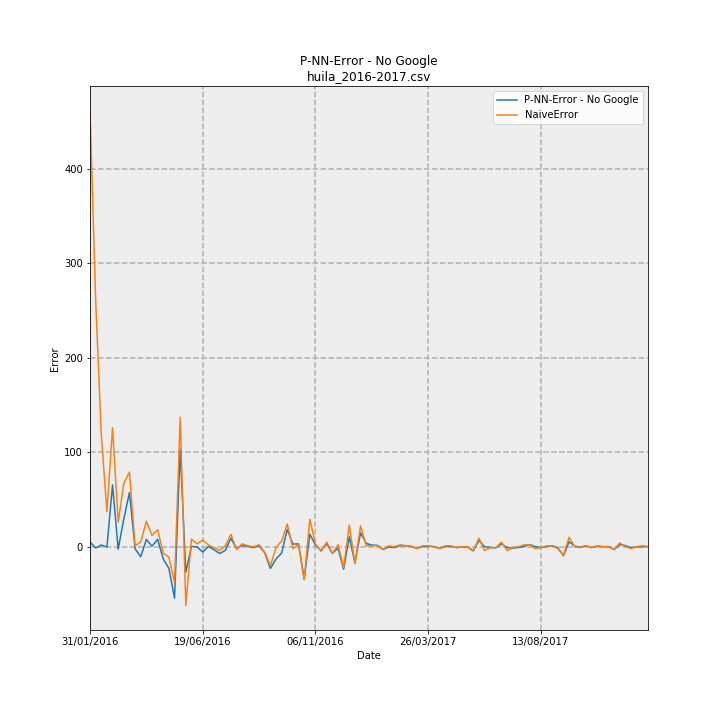 P-NN-Error - No Google
huila_2016-2017.csv
P-NN-Error - No Google
NaiveError
Error
400
300
200
100
0
31/01/2016
19/06/2016
06/11/2016
26/03/2017
13/08/2017
Date